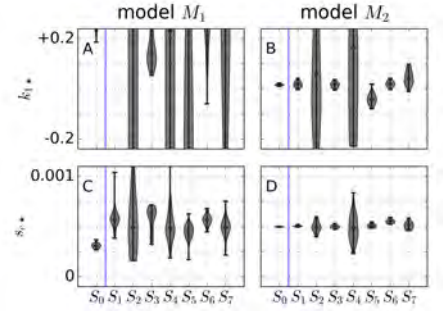 model M₁ model M₂
+0.2
A B
k₁⋆
-0.2
0.001
C D
s_c⋆
0
S₀ S₁ S₂ S₃ S₄ S₅ S₆ S₇ S₀ S₁ S₂ S₃ S₄ S₅ S₆ S₇